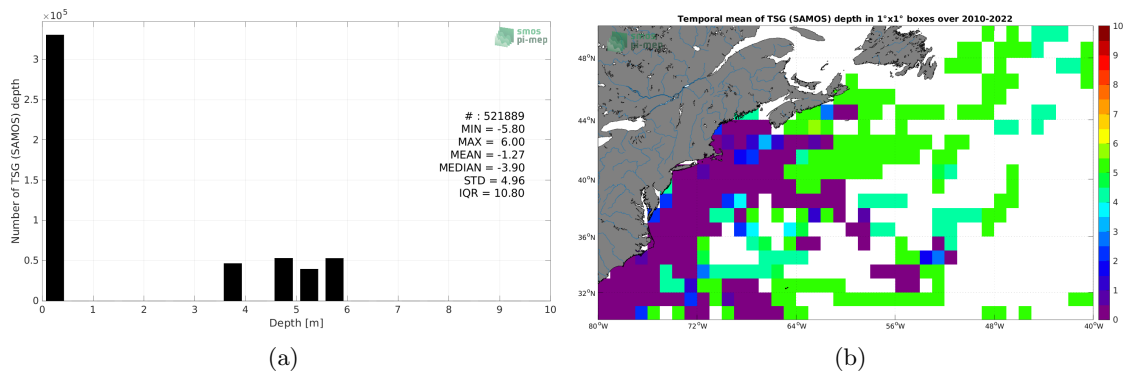 ×10⁵
3
2.5
2
1.5
1
0.5
0
Number of TSG (SAMOS) depth
smos
pi-mep
# : 521889
MIN = -5.80
MAX = 6.00
MEAN = -1.27
MEDIAN = -3.90
STD = 4.96
IQR = 10.80
0 1 2 3 4 5 6 7 8 9 10
Depth [m]
(a)
Temporal mean of TSG (SAMOS) depth in 1°x1° boxes over 2010-2022
smos
pi-mep
48°N
44°N
40°N
36°N
32°N
80°W 72°W 64°W 56°W 48°W 40°W
10
9
8
7
6
5
4
3
2
1
0
(b)